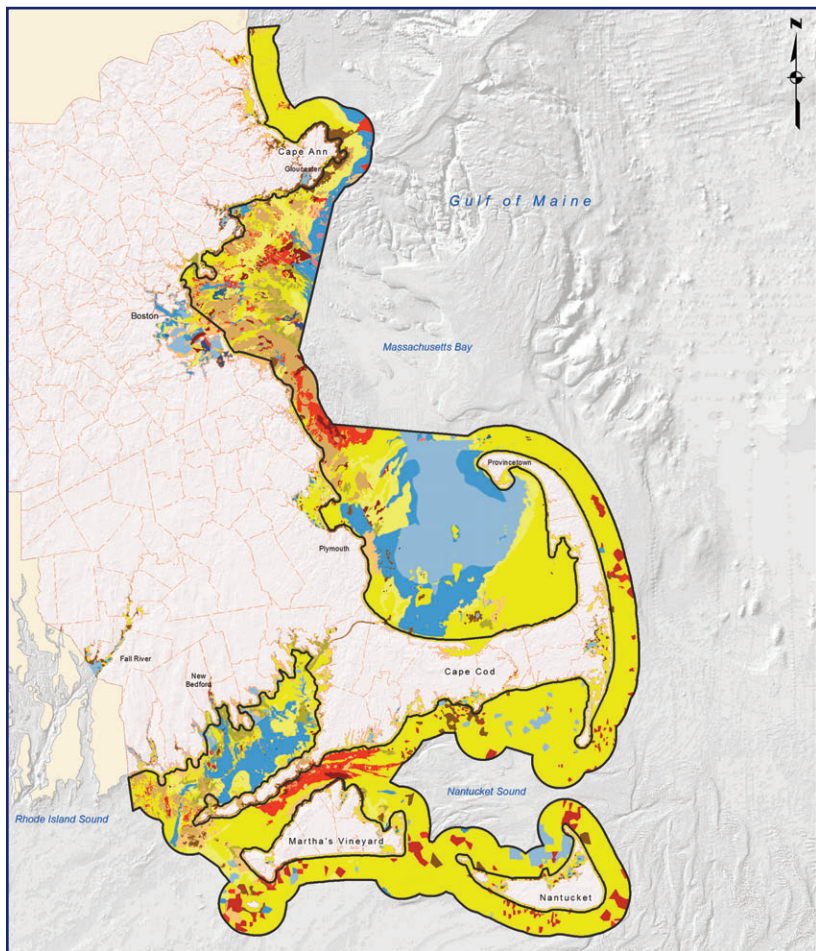 N
Cape Ann
Gloucester
Gulf of Maine
Boston
Massachusetts Bay
Provincetown
Plymouth
Fall River
New
Bedford
Cape Cod
Nantucket Sound
Rhode Island Sound
Martha's Vineyard
Nantucket